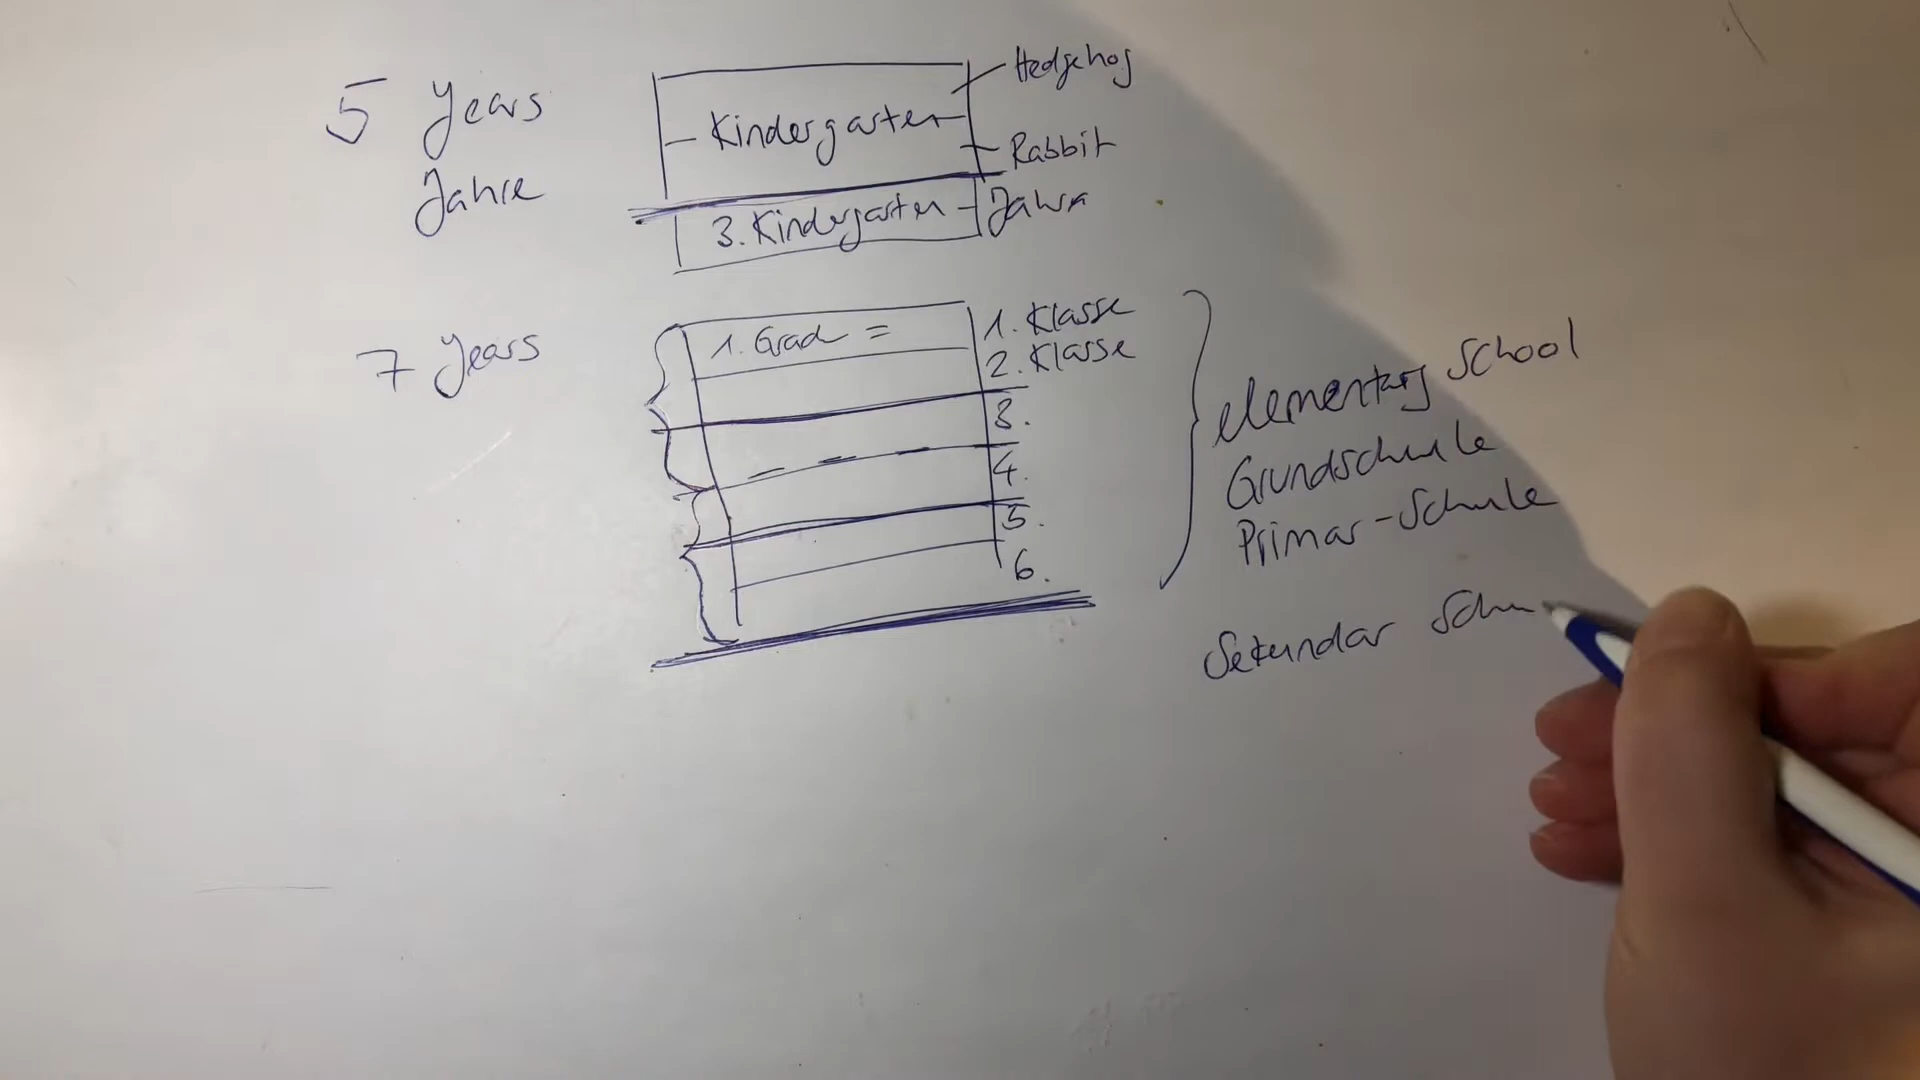 5 Years
Jahre
Kindergarten
Hedgehog
Rabbit
3. Kindergarten - Jahr
7 Years
1. Grad =
1. Klasse
2. Klasse
3.
4.
5.
6.
elementary School
Grundschule
Primar-Schule
Sekundar Schu